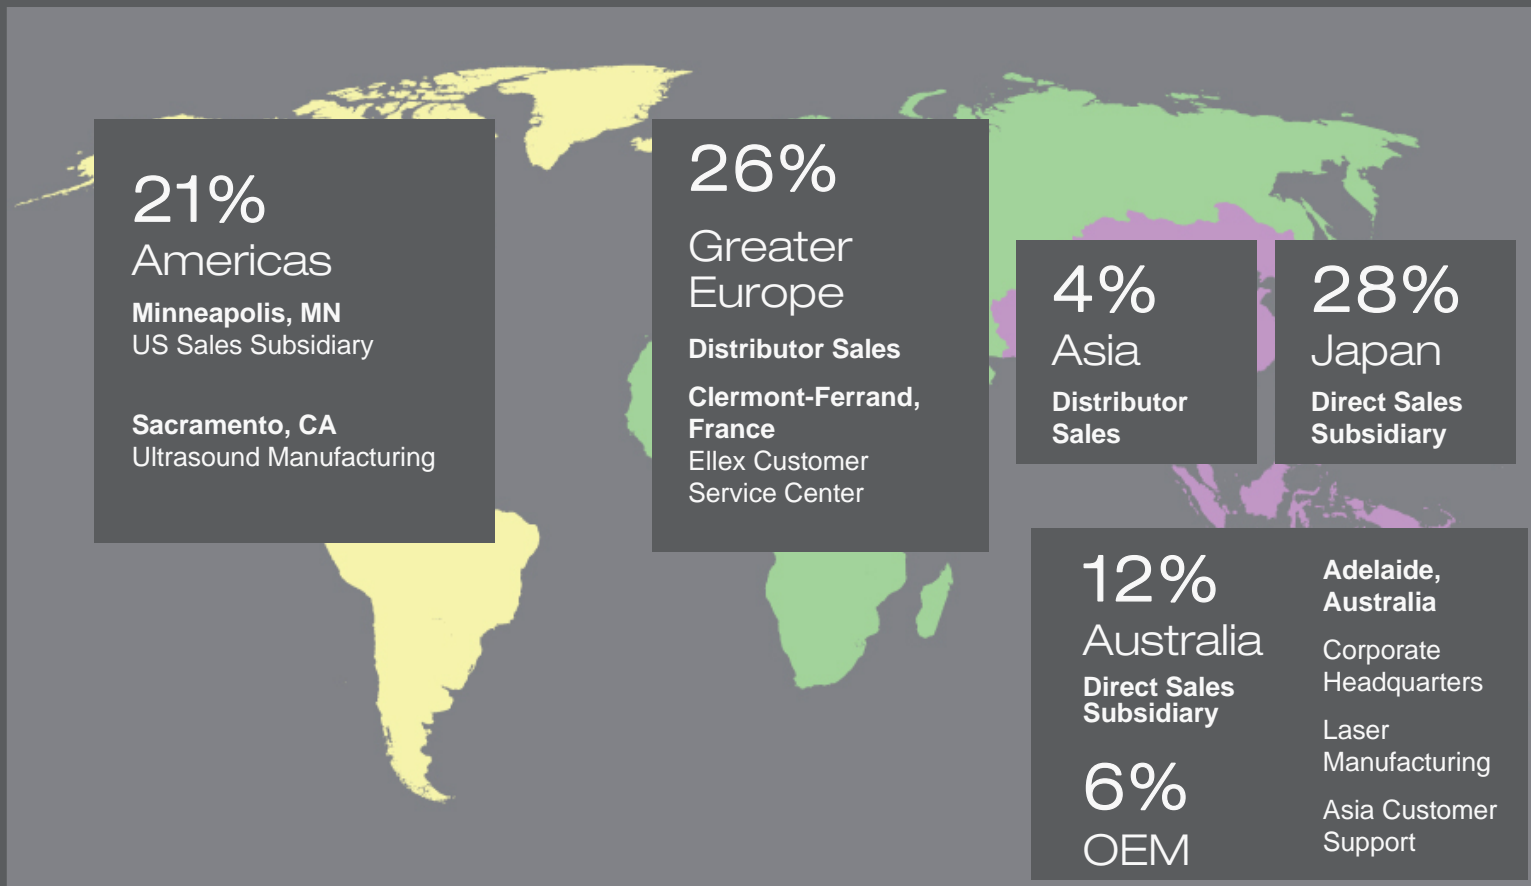 21%
Americas
Minneapolis, MN
US Sales Subsidiary
Sacramento, CA
Ultrasound Manufacturing
26%
Greater
Europe
Distributor Sales
Clermont-Ferrand,
France
Ellex Customer
Service Center
4%
Asia
Distributor
Sales
28%
Japan
Direct Sales
Subsidiary
12%
Australia
Direct Sales
Subsidiary
6%
OEM
Adelaide,
Australia
Corporate
Headquarters
Laser
Manufacturing
Asia Customer
Support